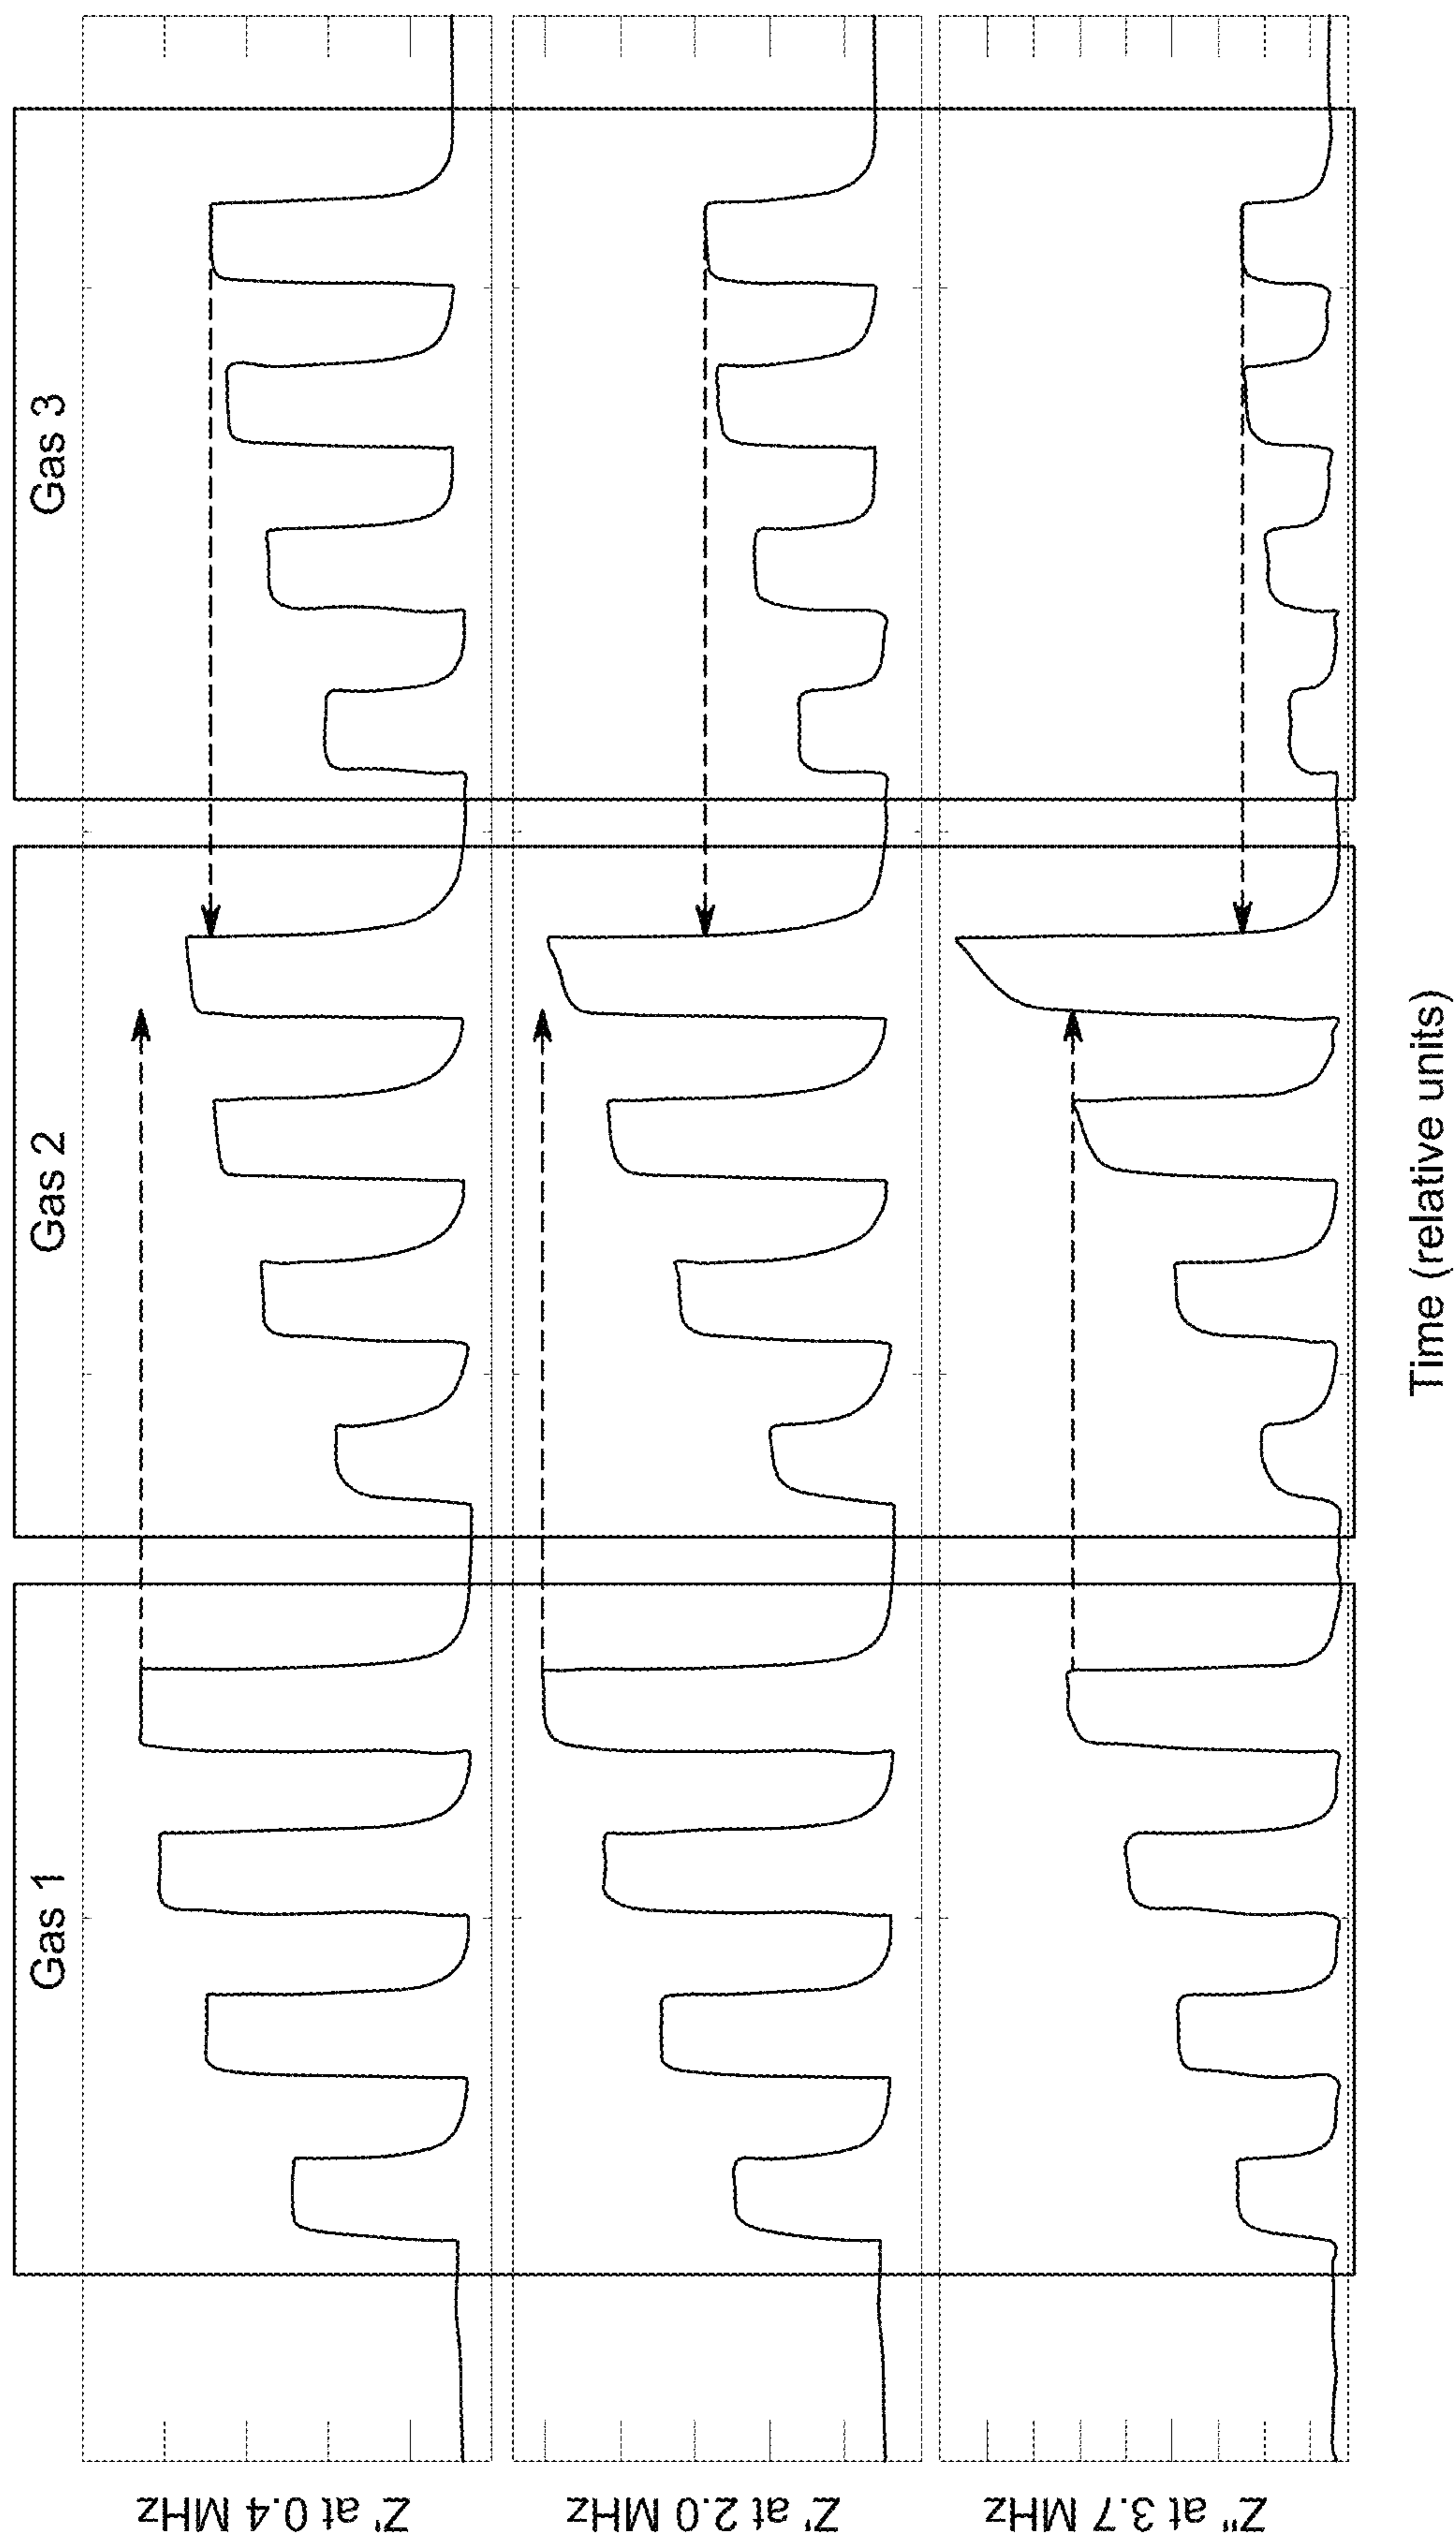 Gas 1
Gas 2
Gas 3
Z' at 0.4 MHz
Z' at 2.0 MHz
Z" at 3.7 MHz
Time (relative units)